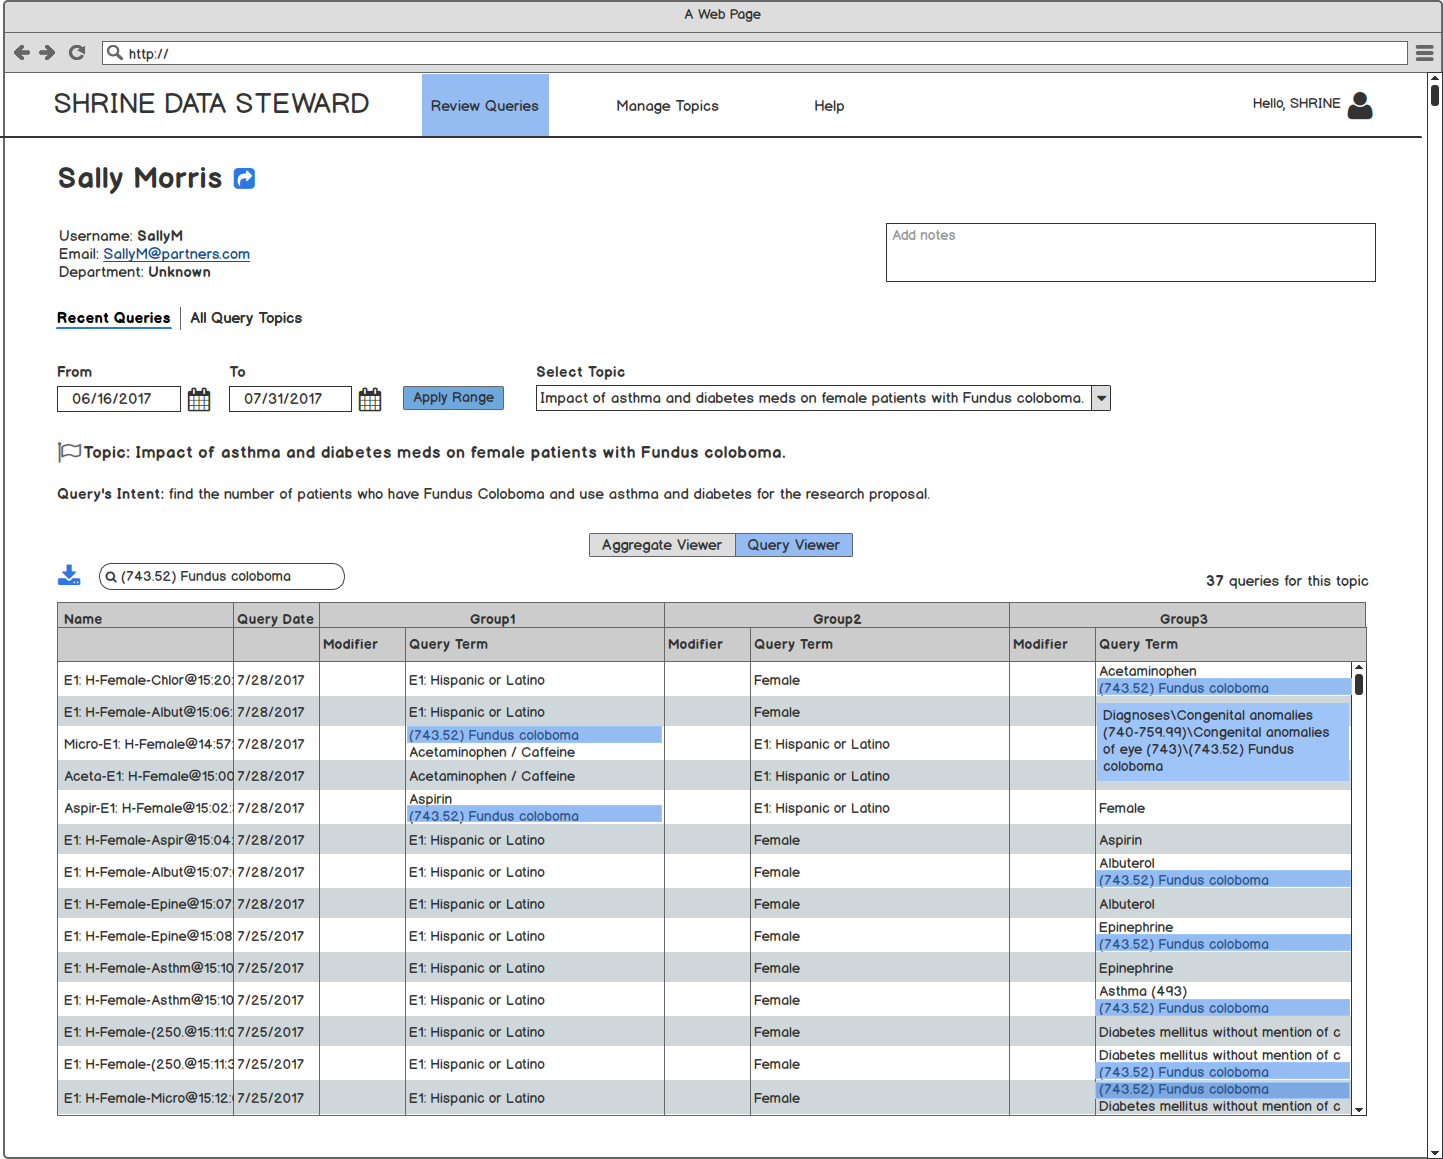 A Web Page
http://
SHRINE DATA STEWARD
Review Queries
Manage Topics
Help
Hello, SHRINE
Sally Morris
Username: SallyM
Email: SallyM@partners.com
Department: Unknown
Add notes
Recent Queries
All Query Topics
From
To
Select Topic
06/16/2017
07/31/2017
Apply Range
Impact of asthma and diabetes meds on female patients with Fundus coloboma.
Topic: Impact of asthma and diabetes meds on female patients with Fundus coloboma.
Query's Intent: find the number of patients who have Fundus Coloboma and use asthma and diabetes for the research proposal.
Aggregate Viewer
Query Viewer
(743.52) Fundus coloboma
37 queries for this topic
Name
Query Date
Group1
Group2
Group3
Modifier
Query Term
Modifier
Query Term
Modifier
Query Term
E1: H-Female-Chlor@15:20:
7/28/2017
E1: Hispanic or Latino
Female
Acetaminophen
(743.52) Fundus coloboma
E1: H-Female-Albut@15:06:
7/28/2017
E1: Hispanic or Latino
Female
Diagnoses\Congenital anomalies
(740-759.99)\Congenital anomalies
of eye (743)\(743.52) Fundus
coloboma
Micro-E1: H-Female@14:57:
7/28/2017
(743.52) Fundus coloboma
Acetaminophen / Caffeine
E1: Hispanic or Latino
Aceta-E1: H-Female@15:00
7/28/2017
Acetaminophen / Caffeine
E1: Hispanic or Latino
Aspir-E1: H-Female@15:02:
7/28/2017
Aspirin
(743.52) Fundus coloboma
E1: Hispanic or Latino
Female
E1: H-Female-Aspir@15:04:
7/28/2017
E1: Hispanic or Latino
Female
Aspirin
E1: H-Female-Albut@15:07:
7/28/2017
E1: Hispanic or Latino
Female
Albuterol
(743.52) Fundus coloboma
E1: H-Female-Epine@15:07:
7/28/2017
E1: Hispanic or Latino
Female
Albuterol
E1: H-Female-Epine@15:08
7/25/2017
E1: Hispanic or Latino
Female
Epinephrine
(743.52) Fundus coloboma
E1: H-Female-Asthm@15:10
7/25/2017
E1: Hispanic or Latino
Female
Epinephrine
E1: H-Female-Asthm@15:10
7/25/2017
E1: Hispanic or Latino
Female
Asthma (493)
(743.52) Fundus coloboma
E1: H-Female-(250.@15:11:0
7/25/2017
E1: Hispanic or Latino
Female
Diabetes mellitus without mention of c
E1: H-Female-(250.@15:11:3
7/25/2017
E1: Hispanic or Latino
Female
Diabetes mellitus without mention of c
(743.52) Fundus coloboma
E1: H-Female-Micro@15:12:
7/25/2017
E1: Hispanic or Latino
Female
(743.52) Fundus coloboma
Diabetes mellitus without mention of c